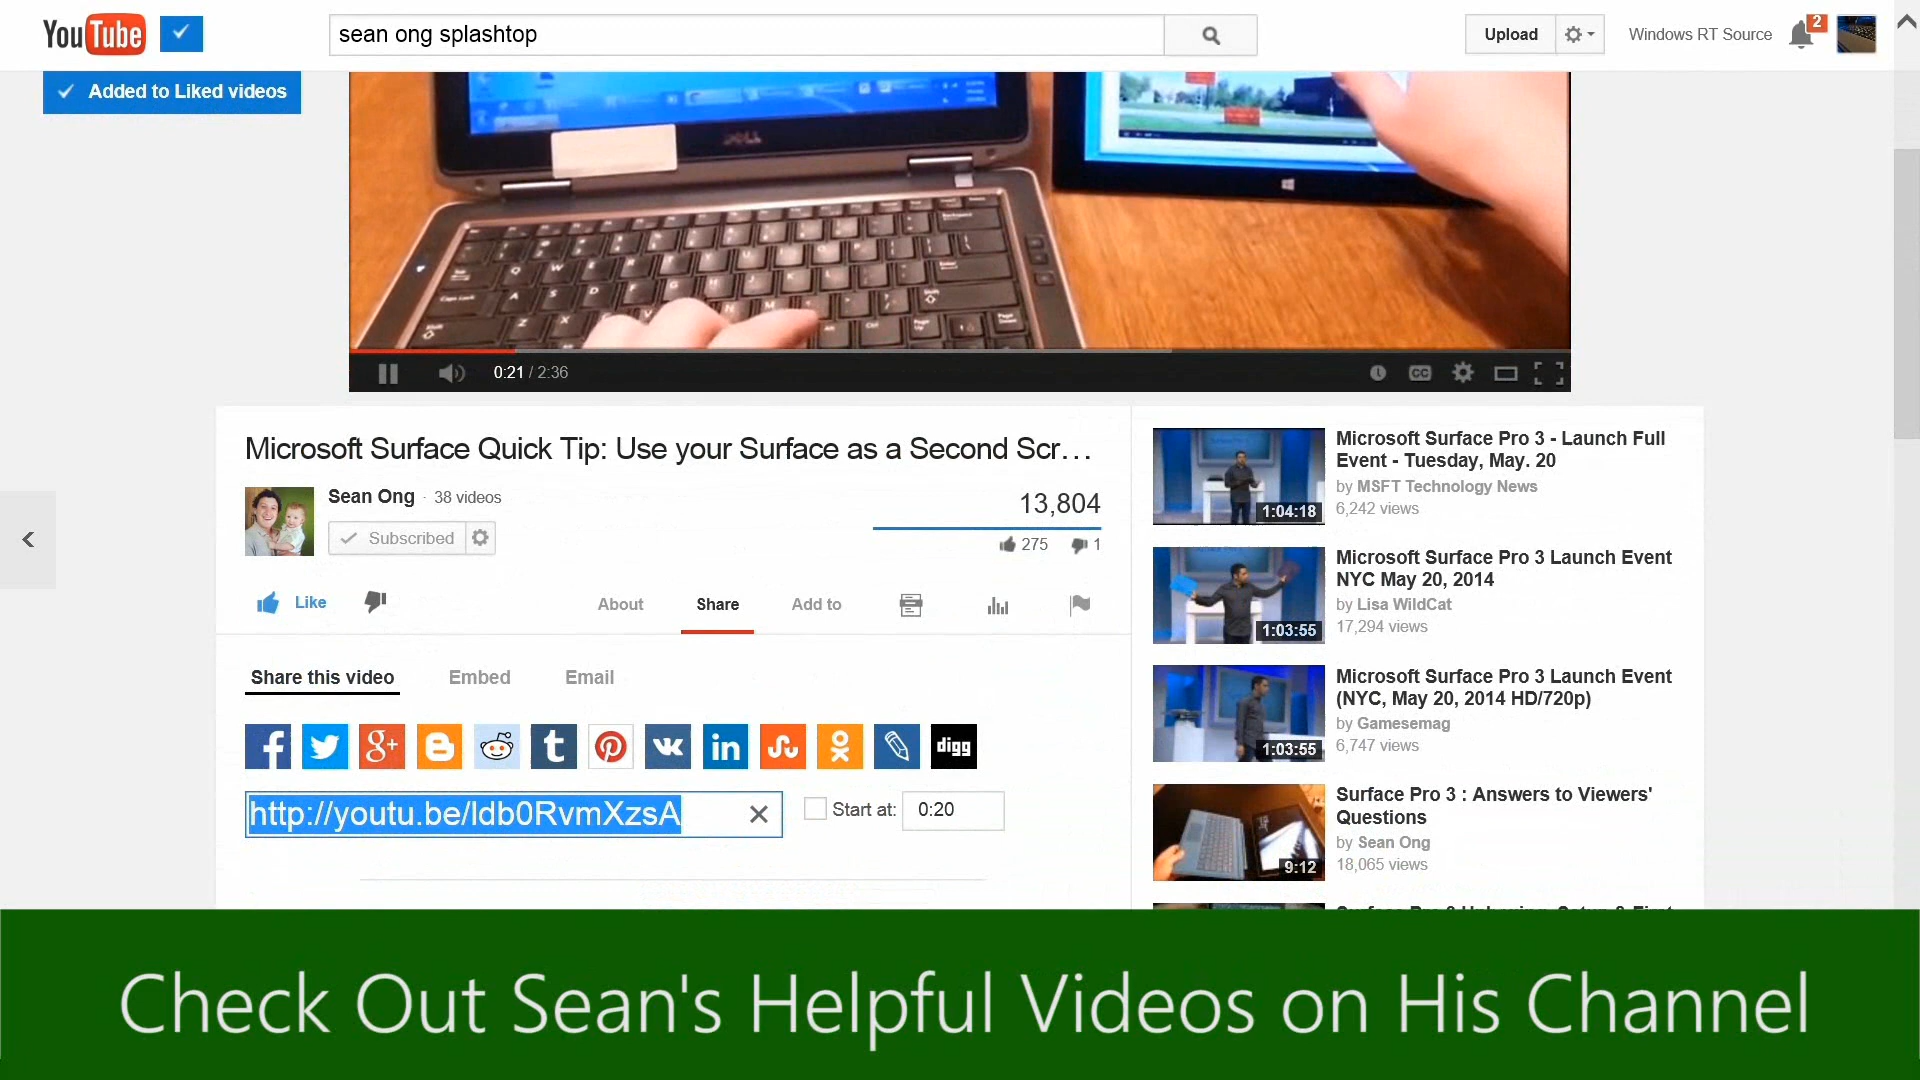 YouTube
sean ong splashtop
Upload
Windows RT Source
2
Added to Liked videos
DELL
0:21 / 2:36
CC
Microsoft Surface Quick Tip: Use your Surface as a Second Scr...
Sean Ong · 38 videos
Subscribed
13,804
275
1
Like
About
Share
Add to
Share this video
Embed
Email
f
g+
B
t
in
digg
http://youtu.be/ldb0RvmXzsA
Start at:
0:20
1:04:18
Microsoft Surface Pro 3 - Launch Full
Event - Tuesday, May. 20
by MSFT Technology News
6,242 views
1:03:55
Microsoft Surface Pro 3 Launch Event
NYC May 20, 2014
by Lisa WildCat
17,294 views
1:03:55
Microsoft Surface Pro 3 Launch Event
(NYC, May 20, 2014 HD/720p)
by Gamesemag
6,747 views
9:12
Surface Pro 3 : Answers to Viewers'
Questions
by Sean Ong
18,065 views
Check Out Sean's Helpful Videos on His Channel